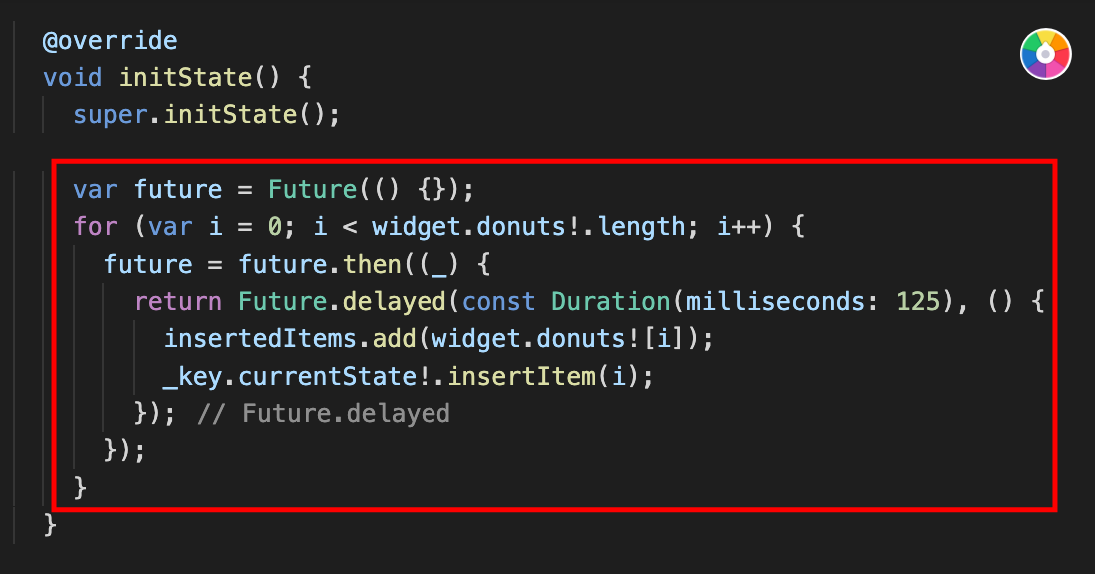 @override
void initState() {
super.initState();
var future = Future(() {});
for (var i = 0; i < widget.donuts!.length; i++) {
future = future.then((_) {
return Future.delayed(const Duration(milliseconds: 125), () {
insertedItems.add(widget.donuts![i]);
_key.currentState!.insertItem(i);
}); // Future.delayed
});
}
}